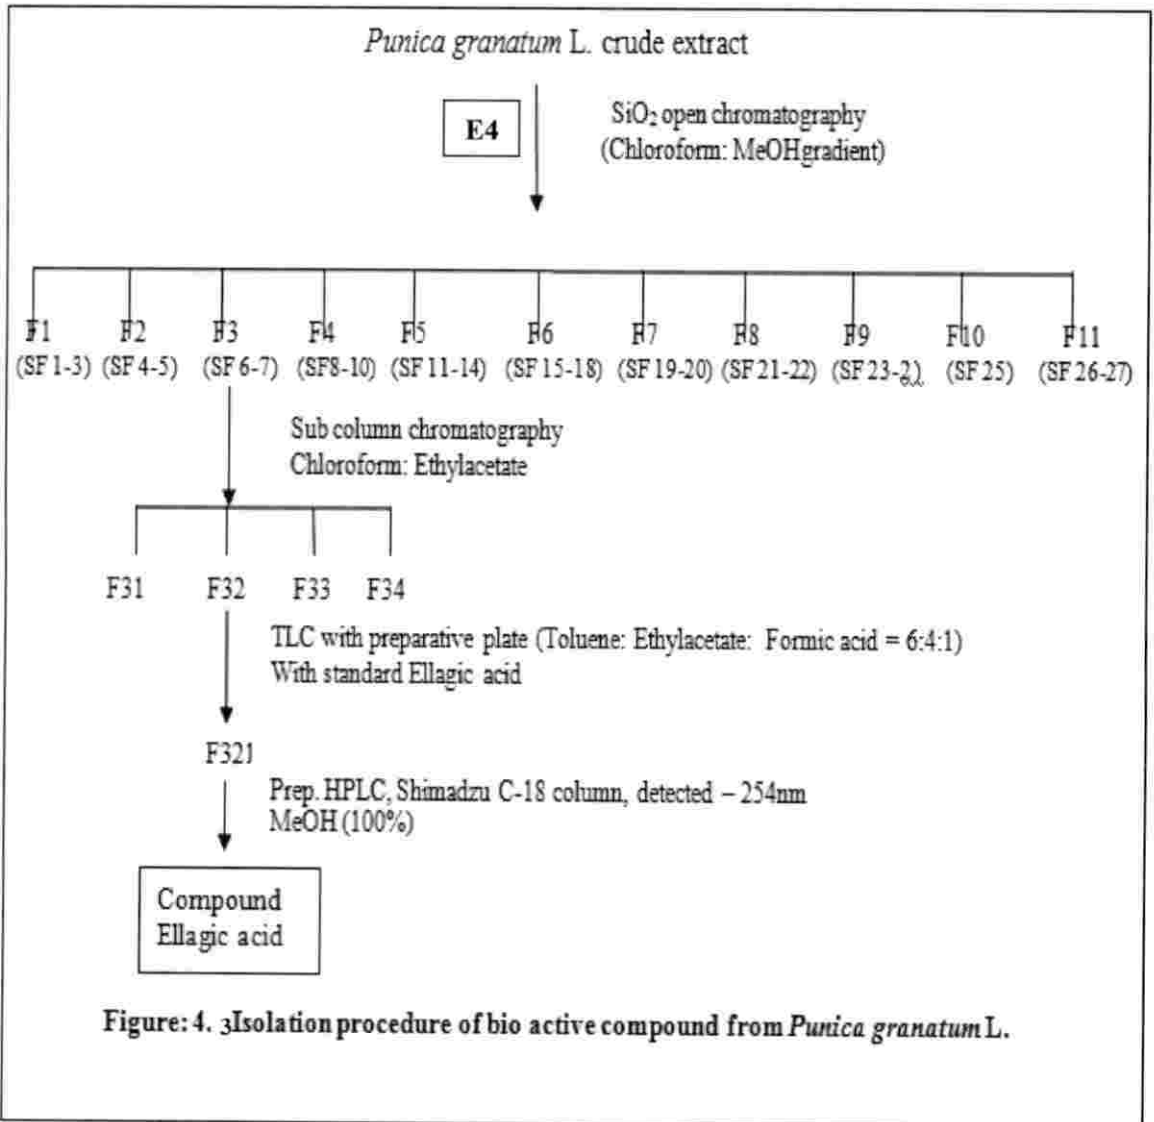 Punica granatum L. crude extract
E4
SiO₂ open chromatography
(Chloroform: MeOHgradient)
F1 F2 F3 F4 F5 F6 F7 F8 F9 F10 F11
(SF 1-3) (SF 4-5) (SF 6-7) (SF8-10) (SF 11-14) (SF 15-18) (SF 19-20) (SF 21-22) (SF 23- (SF 25) (SF 26-27)
Sub column chromatography
Chloroform: Ethylacetate
F31 F32 F33 F34
TLC with preparative plate (Toluene: Ethylacetate: Formic acid = 6:4:1)
With standard Ellagic acid
F321
Prep. HPLC, Shimadzu C-18 column, detected – 254nm
MeOH (100%)
Compound
Ellagic acid
Figure: 4. 3Isolation procedure of bio active compound from Punica granatum L.